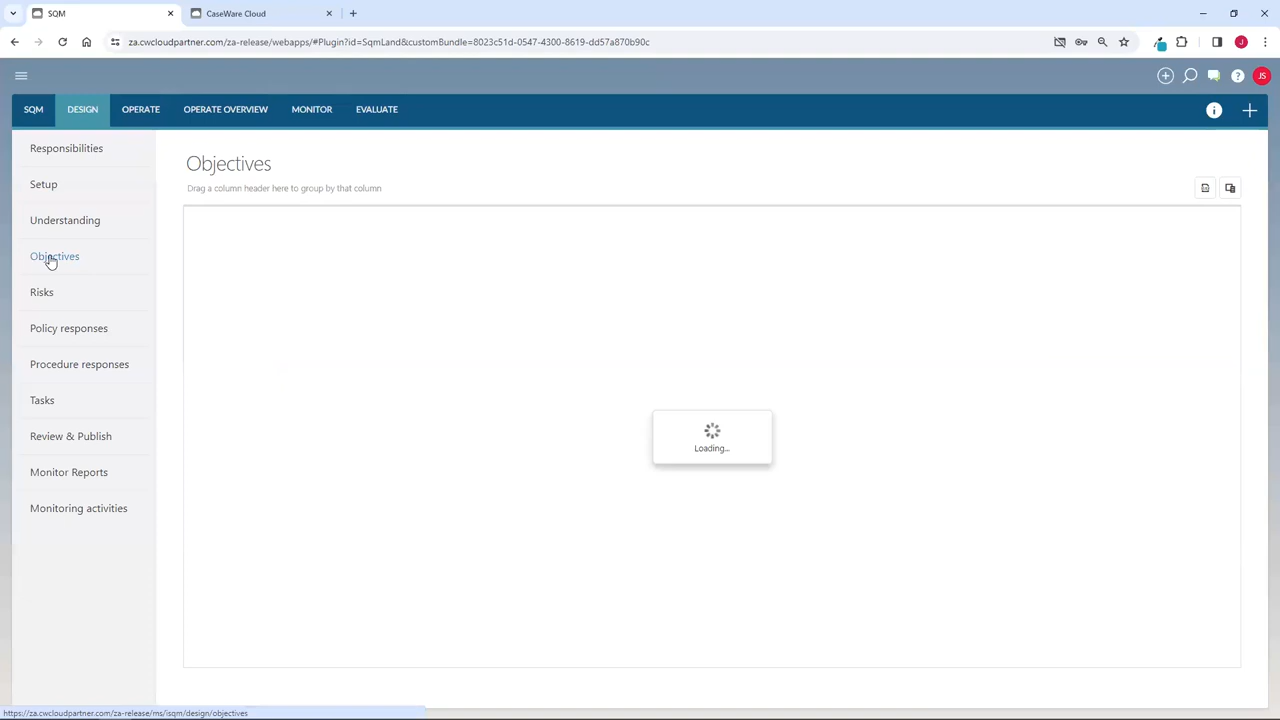 SQM
CaseWare Cloud
za.cwcloudpartner.com/za-release/webapps/#Plugin?id=SqmLand&customBundle=8023c51d-0547-4300-8619-dd57a870b90c
J
JS
SQM DESIGN OPERATE OPERATE OVERVIEW MONITOR EVALUATE
Responsibilities
Setup
Understanding
Objectives
Risks
Policy responses
Procedure responses
Tasks
Review & Publish
Monitor Reports
Monitoring activities
Objectives
Drag a column header here to group by that column
Loading...
https://za.cwcloudpartner.com/za-release/ms/isqm/design/objectives